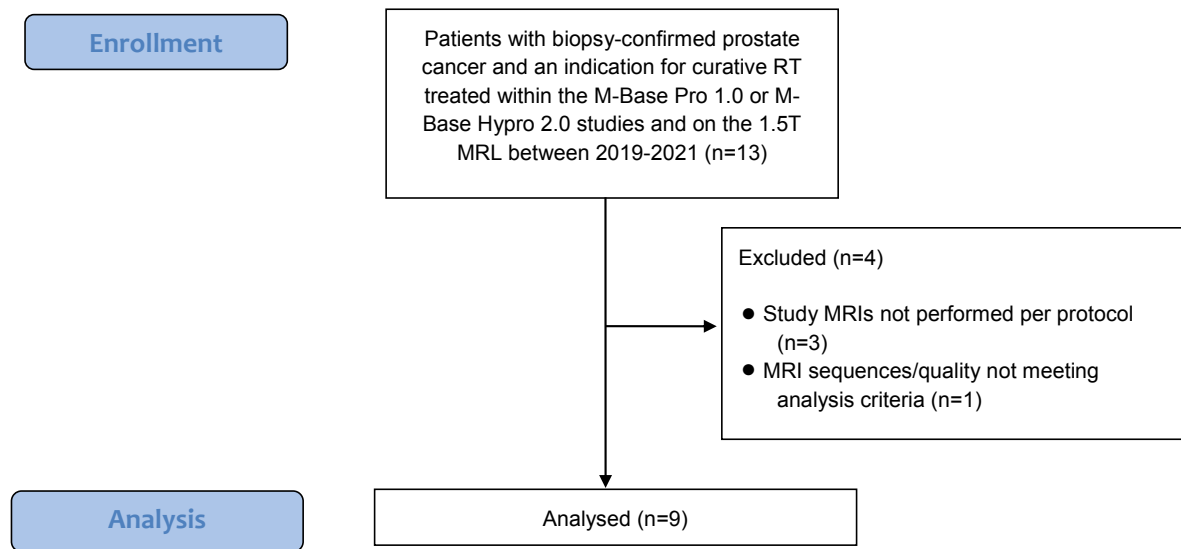 Enrollment
Patients with biopsy-confirmed prostate
cancer and an indication for curative RT
treated within the M-Base Pro 1.0 or M-
Base Hypro 2.0 studies and on the 1.5T
MRL between 2019-2021 (n=13)
Excluded (n=4)
● Study MRIs not performed per protocol
(n=3)
● MRI sequences/quality not meeting
analysis criteria (n=1)
Analysis
Analysed (n=9)